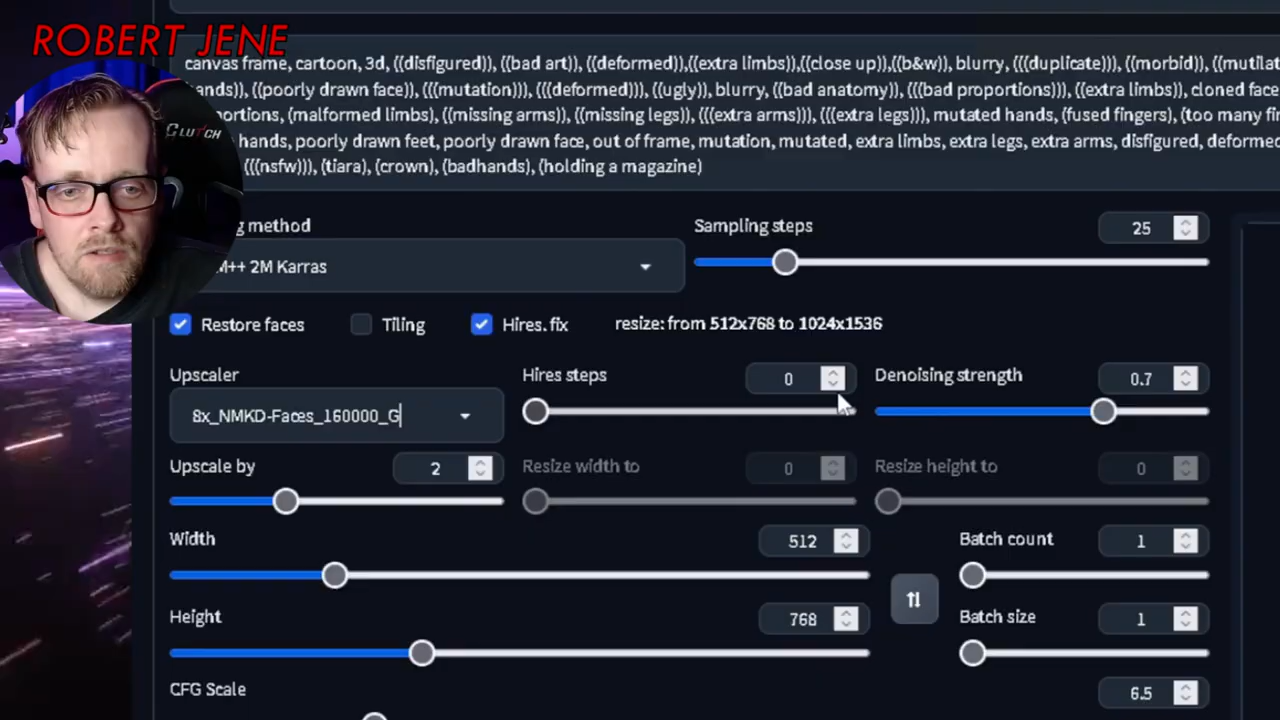 ROBERT JENE
canvas frame, cartoon, 3d, ((disfigured)), ((bad art)), ((deformed)),((extra limbs)),((close up)),((b&w)), blurry, (((duplicate))), ((morbid)),
((poorly drawn face)), (((mutation))), (((deformed))), ((ugly)), blurry, ((bad anatomy)), (((bad proportions))), ((extra limbs)), cloned face
(malformed limbs), ((missing arms)), ((missing legs)), (((extra arms))), (((extra legs))), mutated hands, (fused fingers), (too many
hands, poorly drawn feet, poorly drawn face, out of frame, mutation, mutated, extra limbs, extra legs, extra arms, disfigured, deformed
(((nsfw))), (tiara), (crown), (badhands), (holding a magazine)
GLUTCH
method
Sampling steps
25
M++ 2M Karras
Restore faces
Tiling
Hires. fix
resize: from 512x768 to 1024x1536
Upscaler
Hires steps
0
Denoising strength
0.7
8x_NMKD-Faces_160000_G
Upscale by
2
Resize width to
0
Resize height to
0
Width
512
Batch count
1
Height
768
Batch size
1
CFG Scale
6.5